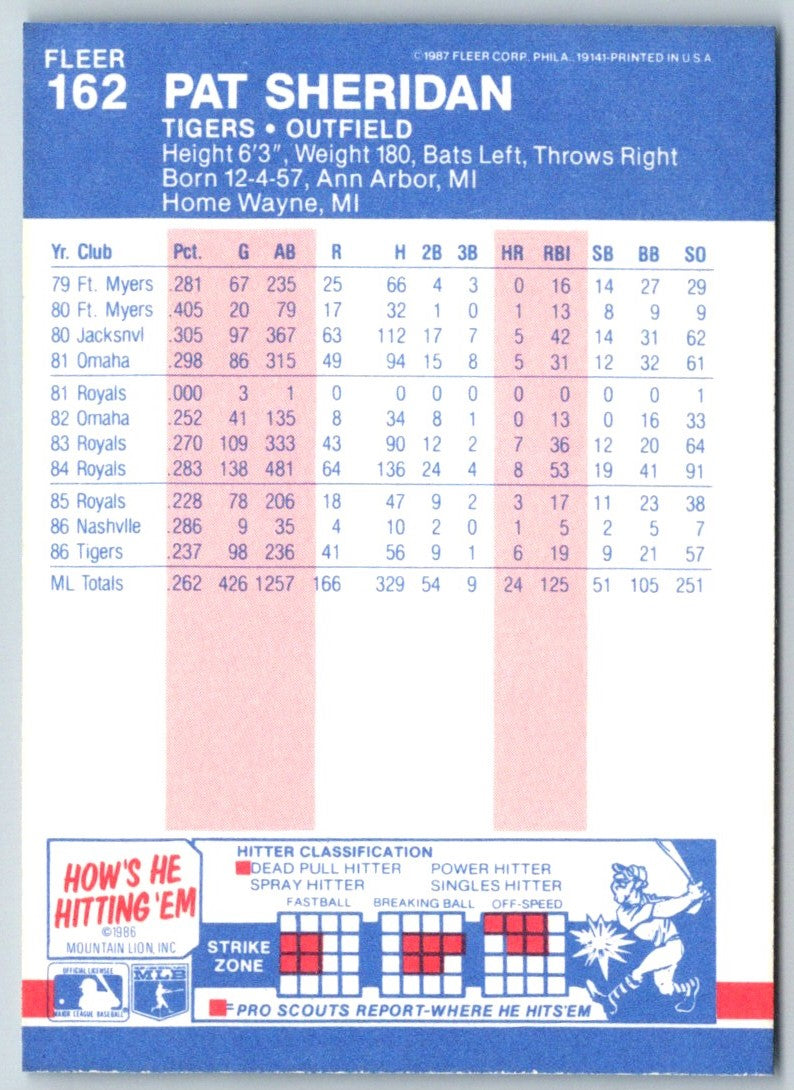 FLEER
©1987 FLEER CORP. PHILA. 19141-PRINTED IN U.S.A
162 PAT SHERIDAN
TIGERS • OUTFIELD
Height 6'3", Weight 180, Bats Left, Throws Right
Born 12-4-57, Ann Arbor, MI
Home Wayne, MI
Yr. Club Pct. G AB R H 2B 3B HR RBI SB BB SO
79 Ft. Myers .281 67 235 25 66 4 3 0 16 14 27 29
80 Ft. Myers .405 20 79 17 32 1 0 1 13 8 9 9
80 Jacksnvl .305 97 367 63 112 17 7 5 42 14 31 62
81 Omaha .298 86 315 49 94 15 8 5 31 12 32 61
81 Royals .000 3 1 0 0 0 0 0 0 0 0 1
82 Omaha .252 41 135 8 34 8 1 0 13 0 16 33
83 Royals .270 109 333 43 90 12 2 7 36 12 20 64
84 Royals .283 138 481 64 136 24 4 8 53 19 41 91
85 Royals .228 78 206 18 47 9 2 3 17 11 23 38
86 Nashvlle .286 9 35 4 10 2 0 1 5 2 5 7
86 Tigers .237 98 236 41 56 9 1 6 19 9 21 57
ML Totals .262 426 1257 166 329 54 9 24 125 51 105 251
HOW'S HE
HITTING 'EM
©1986
MOUNTAIN LION, INC
HITTER CLASSIFICATION
DEAD PULL HITTER POWER HITTER
SPRAY HITTER SINGLES HITTER
FASTBALL BREAKING BALL OFF-SPEED
STRIKE
ZONE
=PRO SCOUTS REPORT-WHERE HE HITS'EM
OFFICIAL LICENSEE
MAJOR LEAGUE BASEBALL
MLB